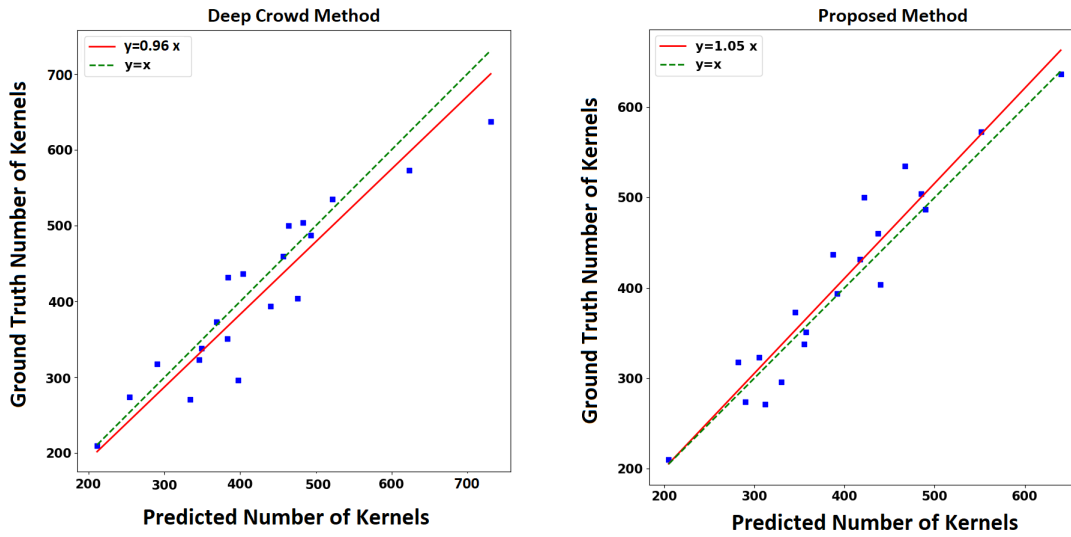 Deep Crowd Method
y=0.96 x
y=x
700
600
500
400
300
200
200
300
400
500
600
700
Ground Truth Number of Kernels
Predicted Number of Kernels
Proposed Method
y=1.05 x
y=x
600
500
400
300
200
200
300
400
500
600
Ground Truth Number of Kernels
Predicted Number of Kernels